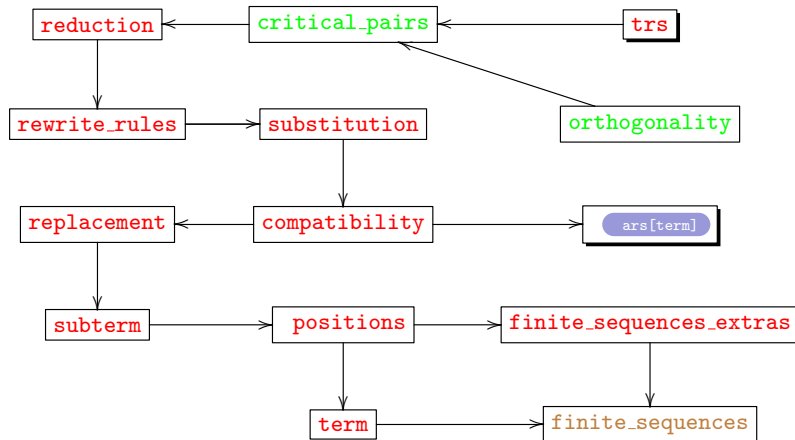 reduction
critical_pairs
trs
rewrite_rules
substitution
orthogonality
replacement
compatibility
ars[term]
subterm
positions
finite_sequences_extras
term
finite_sequences